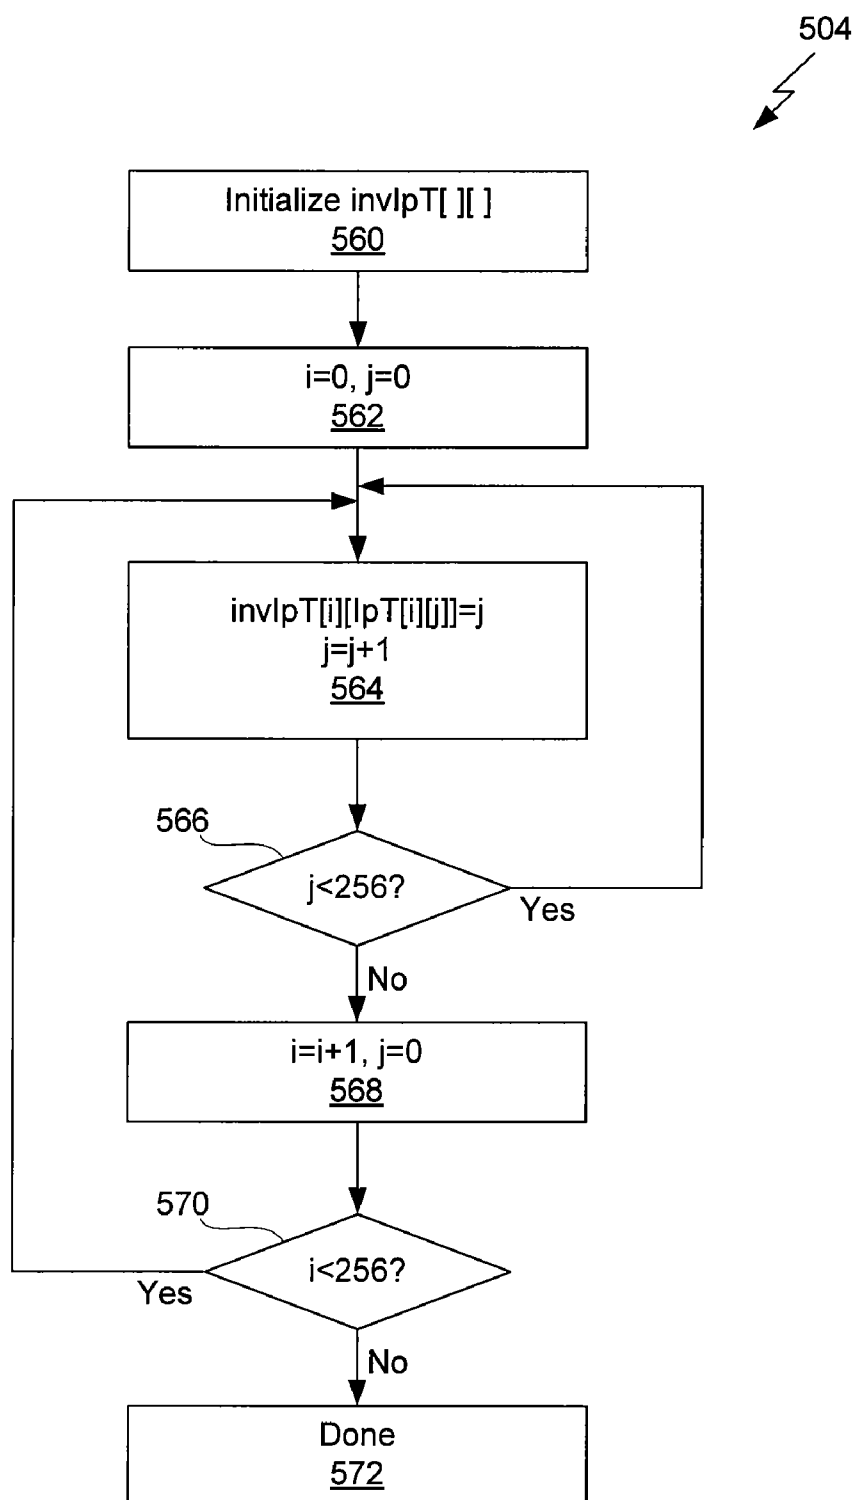 504
Initialize invIpT[ ][ ]
560
i=0, j=0
562
invIpT[i][IpT[i][j]]=j
j=j+1
564
566
j<256?
Yes
No
i=i+1, j=0
568
570
i<256?
Yes
No
Done
572